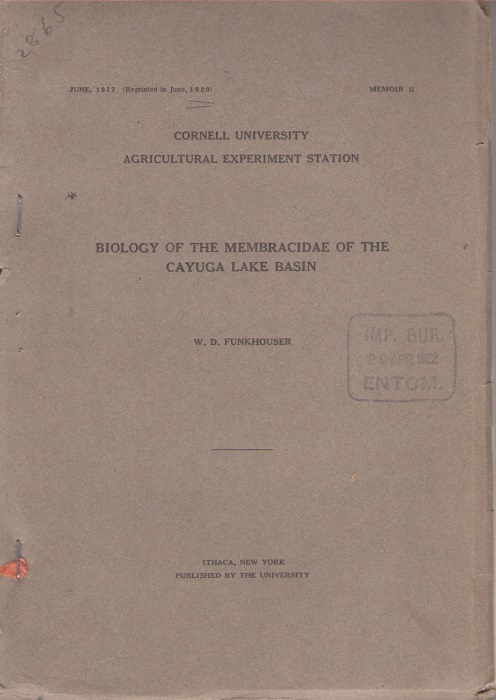 2865
JUNE, 1917 (Reprinted in June, 1920) MEMOIR 11
CORNELL UNIVERSITY
AGRICULTURAL EXPERIMENT STATION
BIOLOGY OF THE MEMBRACIDAE OF THE
CAYUGA LAKE BASIN
W. D. FUNKHOUSER
IMP. BUR.
APR 1922
ENTOM.
ITHACA, NEW YORK
PUBLISHED BY THE UNIVERSITY